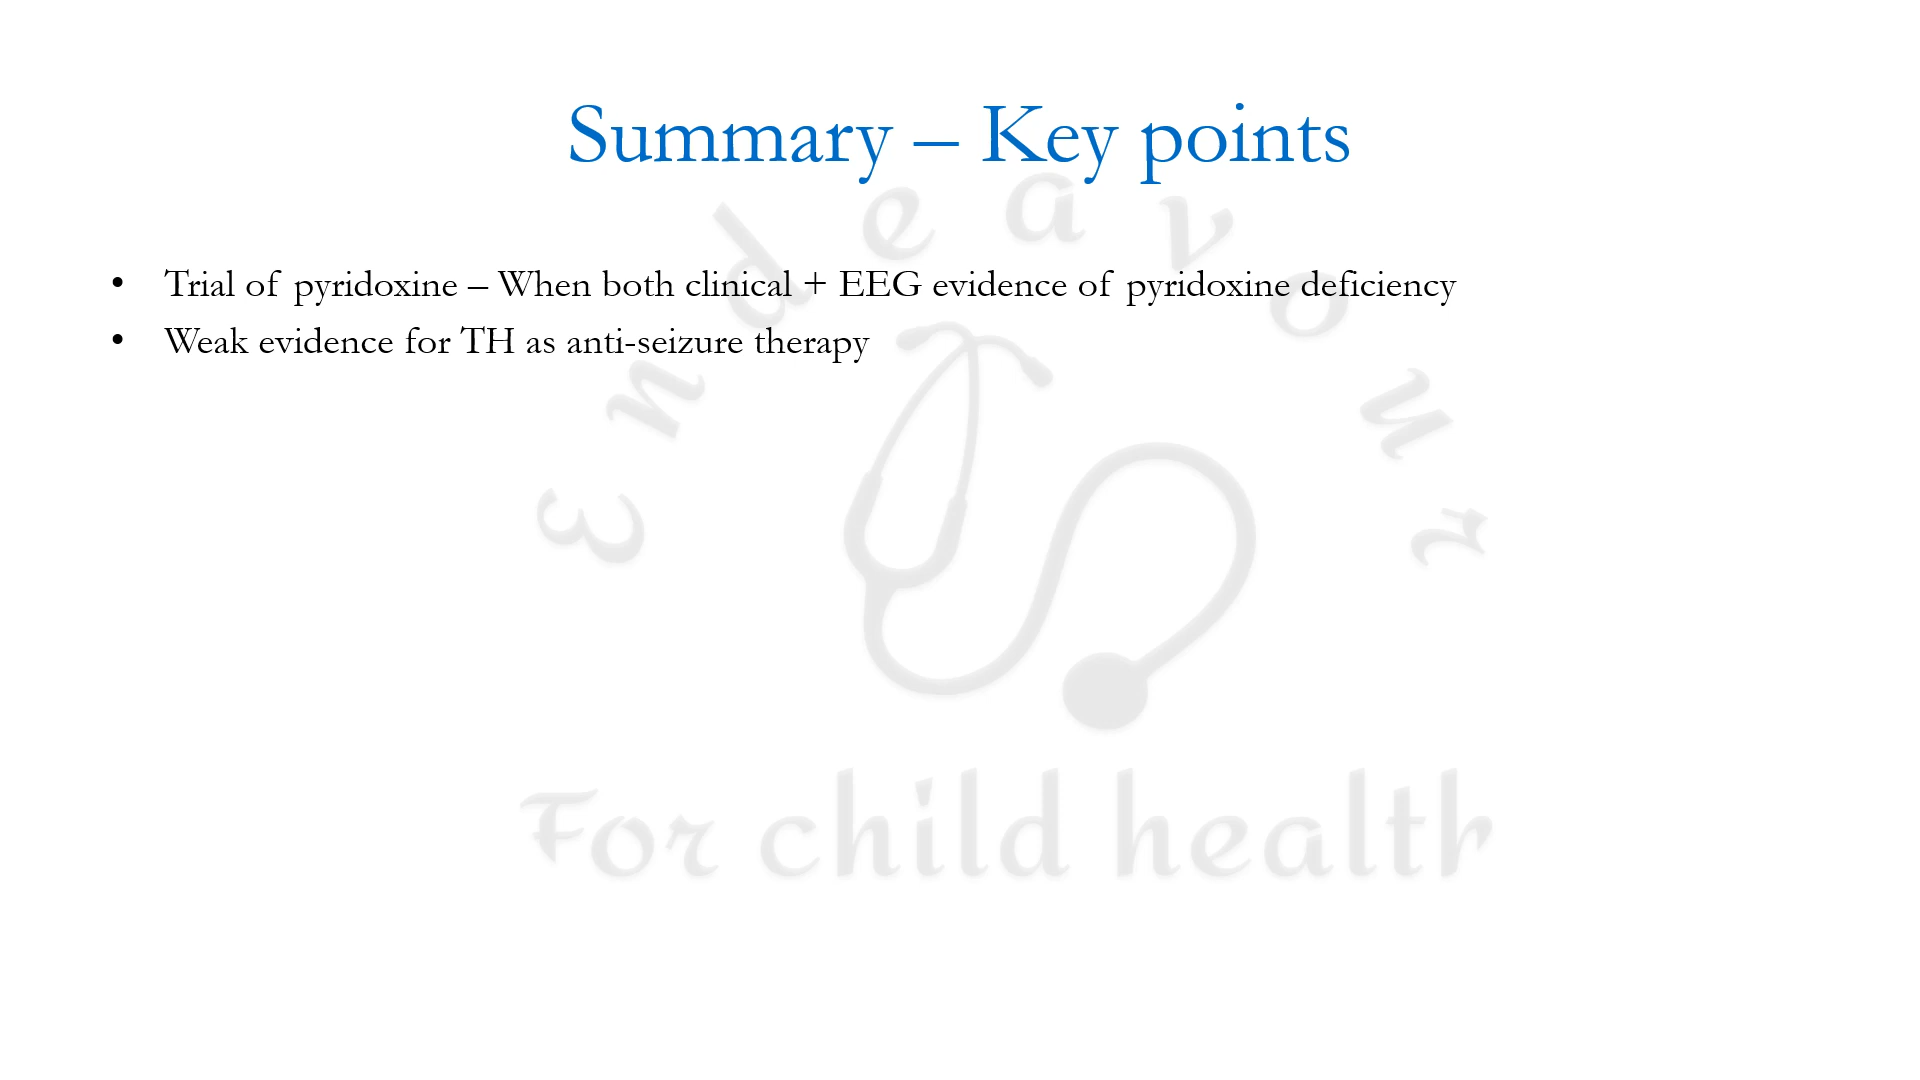 Summary – Key points
Endeavour
• Trial of pyridoxine – When both clinical + EEG evidence of pyridoxine deficiency
• Weak evidence for TH as anti-seizure therapy
For child health